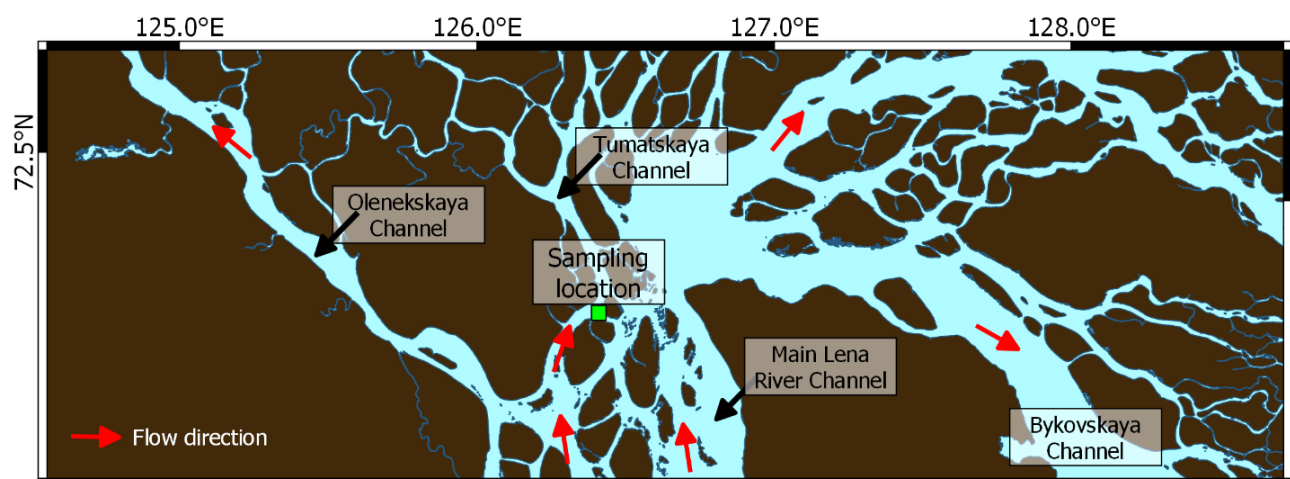 125.0°E 126.0°E 127.0°E 128.0°E
72.5°N
Tumatskaya
Channel
Olenekskaya
Channel
Sampling
location
Main Lena
River Channel
Bykovskaya
Channel
Flow direction